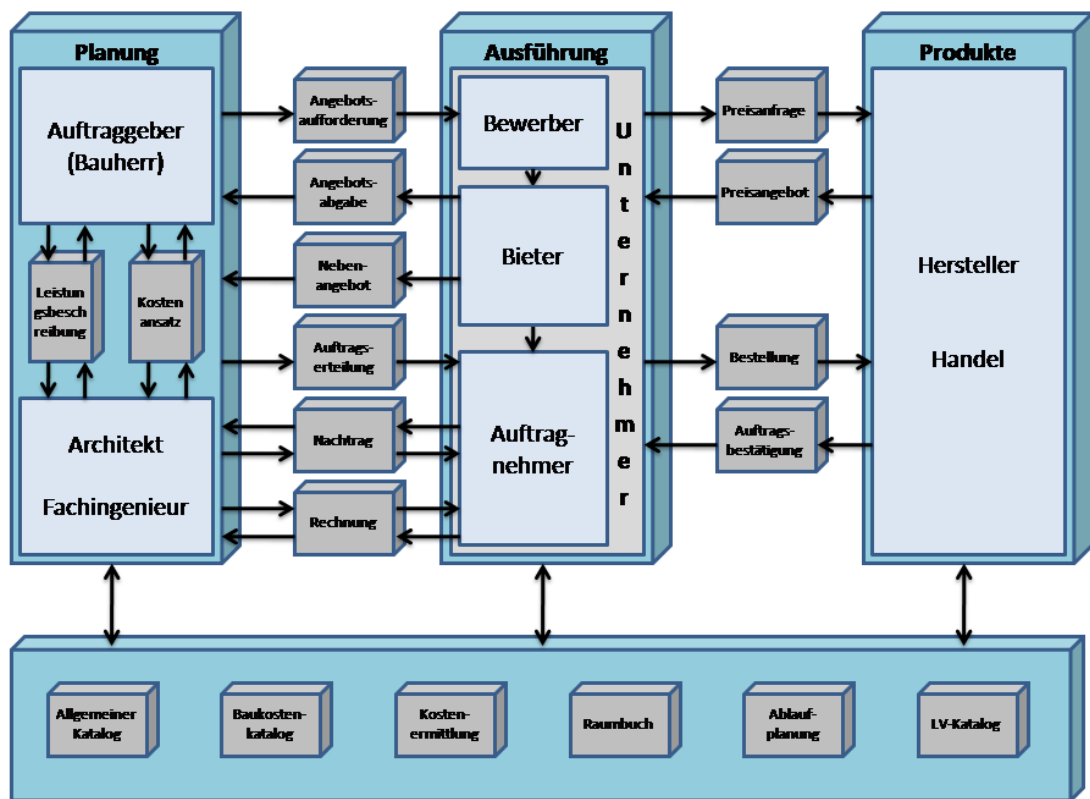 Planung
Auftraggeber
(Bauherr)
Leistun
gsbesch
reibung
Kosten
ansatz
Architekt
Fachingenieur
Angebots-
aufforderung
Angebots-
abgabe
Neben-
angebot
Auftrags-
erteilung
Nachtrag
Rechnung
Ausführung
Bewerber
Bieter
Auftrag-
nehmer
Unternehmer
Preisanfrage
Preisangebot
Bestellung
Auftrags-
bestätigung
Produkte
Hersteller
Handel
Allgemeiner
Katalog
Baukosten-
katalog
Kosten-
ermittlung
Raumbuch
Ablauf-
planung
LV-Katalog